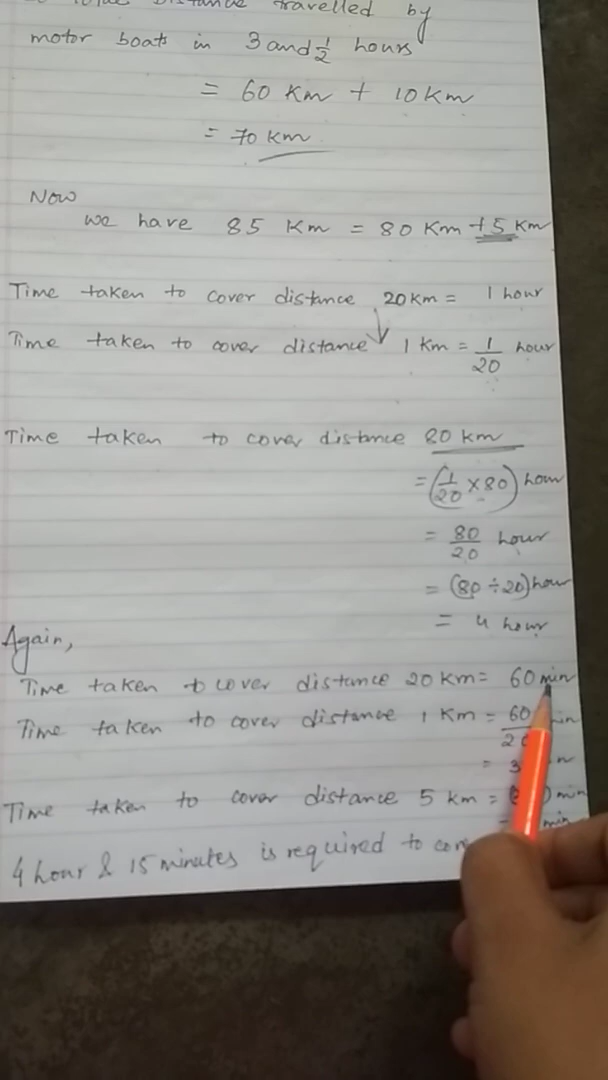 Distance travelled by
motor boats in 3 and 1/2 hours
= 60 Km + 10 Km
= 70 Km
Now
we have 85 Km = 80 Km + 5 Km
Time taken to cover distance 20 Km = 1 hour
Time taken to cover distance 1 Km = 1/20 hour
Time taken to cover distance 80 km
= (1/20 × 80) hour
= 80/20 hour
= (80 ÷ 20) hour
= 4 hour
Again,
Time taken to cover distance 20 Km = 60 min
Time taken to cover distance 1 Km = 60
= 3
Time taken to cover distance 5 km = min
min
4 hour & 15 minutes is required to